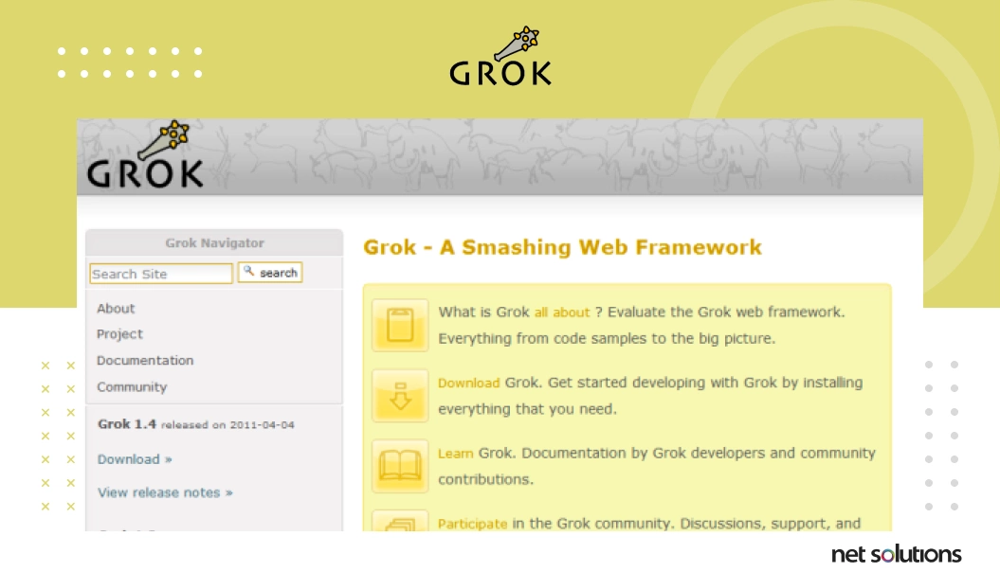 GROK
GROK
Grok Navigator
Search Site
search
About
Project
Documentation
Community
Grok 1.4 released on 2011-04-04
Download »
View release notes »
Grok - A Smashing Web Framework
What is Grok all about ? Evaluate the Grok web framework.
Everything from code samples to the big picture.
Download Grok. Get started developing with Grok by installing
everything that you need.
Learn Grok. Documentation by Grok developers and community
contributions.
Participate in the Grok community. Discussions, support, and
net solutions